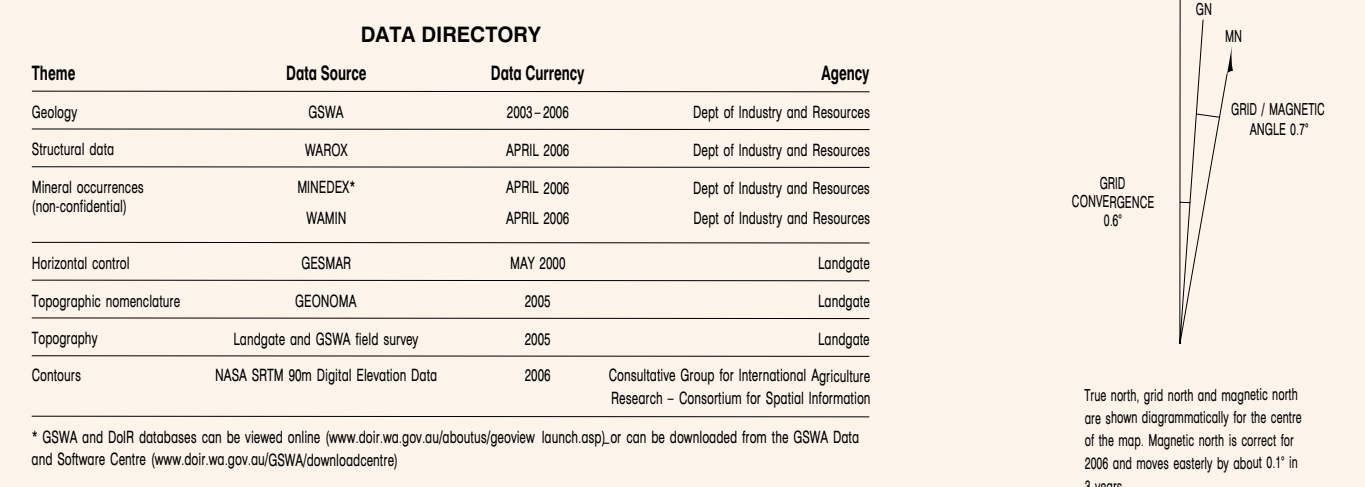 DATA DIRECTORY
Theme Data Source Data Currency Agency
Geology GSWA 2003–2006 Dept of Industry and Resources
Structural data WAROX APRIL 2006 Dept of Industry and Resources
Mineral occurrences MINEDEX* APRIL 2006 Dept of Industry and Resources
(non-confidential)
WAMIN APRIL 2006 Dept of Industry and Resources
Horizontal control GESMAR MAY 2000 Landgate
Topographic nomenclature GEONOMA 2005 Landgate
Topography Landgate and GSWA field survey 2005 Landgate
Contours NASA SRTM 90m Digital Elevation Data 2006 Consultative Group for International Agriculture
Research – Consortium for Spatial Information
* GSWA and DoIR databases can be viewed online (www.doir.wa.gov.au/aboutus/geoview launch.asp)_or can be downloaded from the GSWA Data
and Software Centre (www.doir.wa.gov.au/GSWA/downloadcentre)
GN
MN
GRID / MAGNETIC
ANGLE 0.7°
GRID
CONVERGENCE
0.6°
True north, grid north and magnetic north
are shown diagrammatically for the centre
of the map. Magnetic north is correct for
2006 and moves easterly by about 0.1° in
3 years